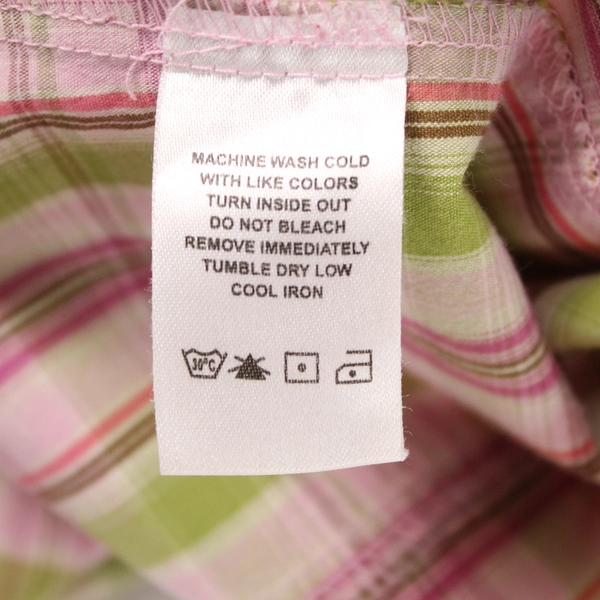 MACHINE WASH COLD
WITH LIKE COLORS
TURN INSIDE OUT
DO NOT BLEACH
REMOVE IMMEDIATELY
TUMBLE DRY LOW
COOL IRON
30°C